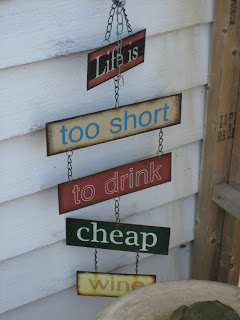 Life is
too short
to drink
cheap
wine